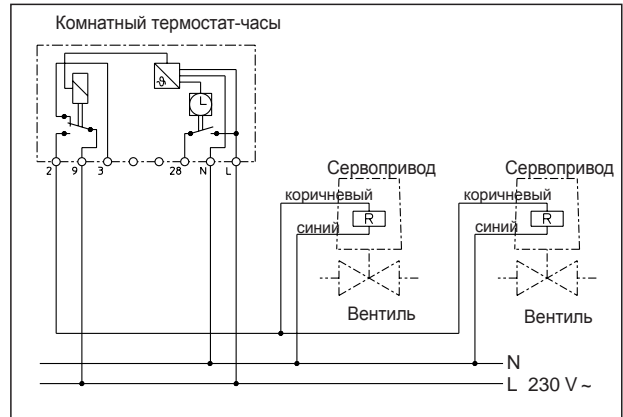 Комнатный термостат-часы
ϑ
2 9 3 28 N L
Сервопривод Сервопривод
коричневый коричневый
R R
синий синий
Вентиль Вентиль
N
L 230 V ~